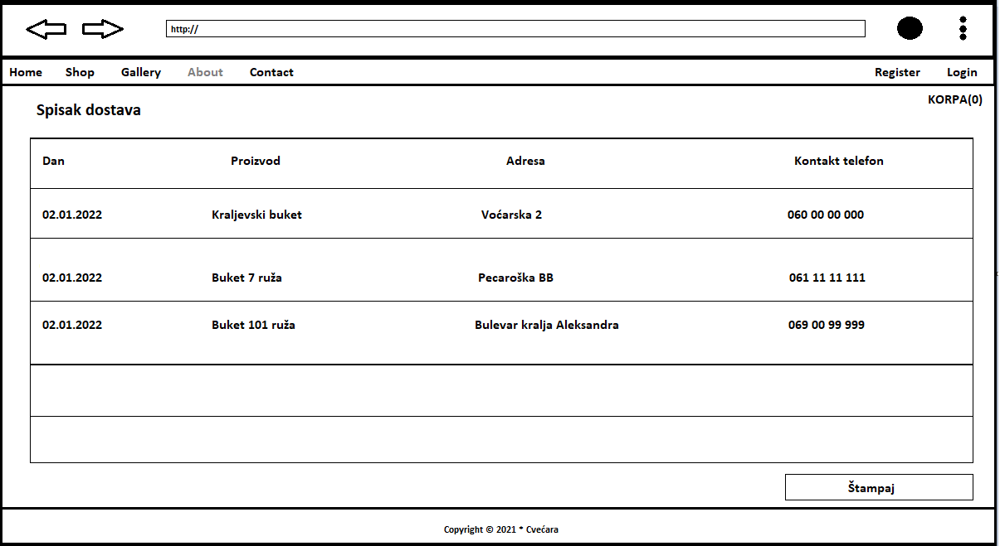 http://
Home Shop Gallery About Contact Register Login
KORPA(0)
Spisak dostava
Dan Proizvod Adresa Kontakt telefon
02.01.2022 Kraljevski buket Voćarska 2 060 00 00 000
02.01.2022 Buket 7 ruža Pecaroška BB 061 11 11 111
02.01.2022 Buket 101 ruža Bulevar kralja Aleksandra 069 00 99 999
Štampaj
Copyright © 2021 * Cvećara